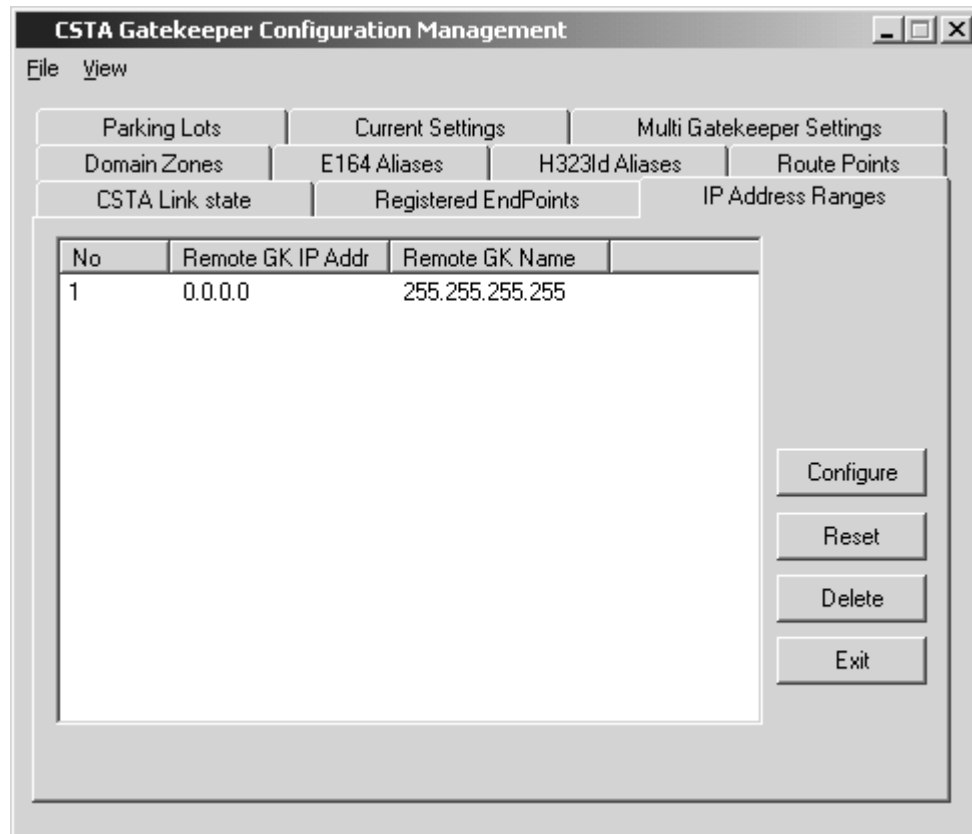 CSTA Gatekeeper Configuration Management
File View
Parking Lots Current Settings Multi Gatekeeper Settings
Domain Zones E164 Aliases H323Id Aliases Route Points
CSTA Link state Registered EndPoints IP Address Ranges
No Remote GK IP Addr Remote GK Name
1 0.0.0.0 255.255.255.255
Configure
Reset
Delete
Exit